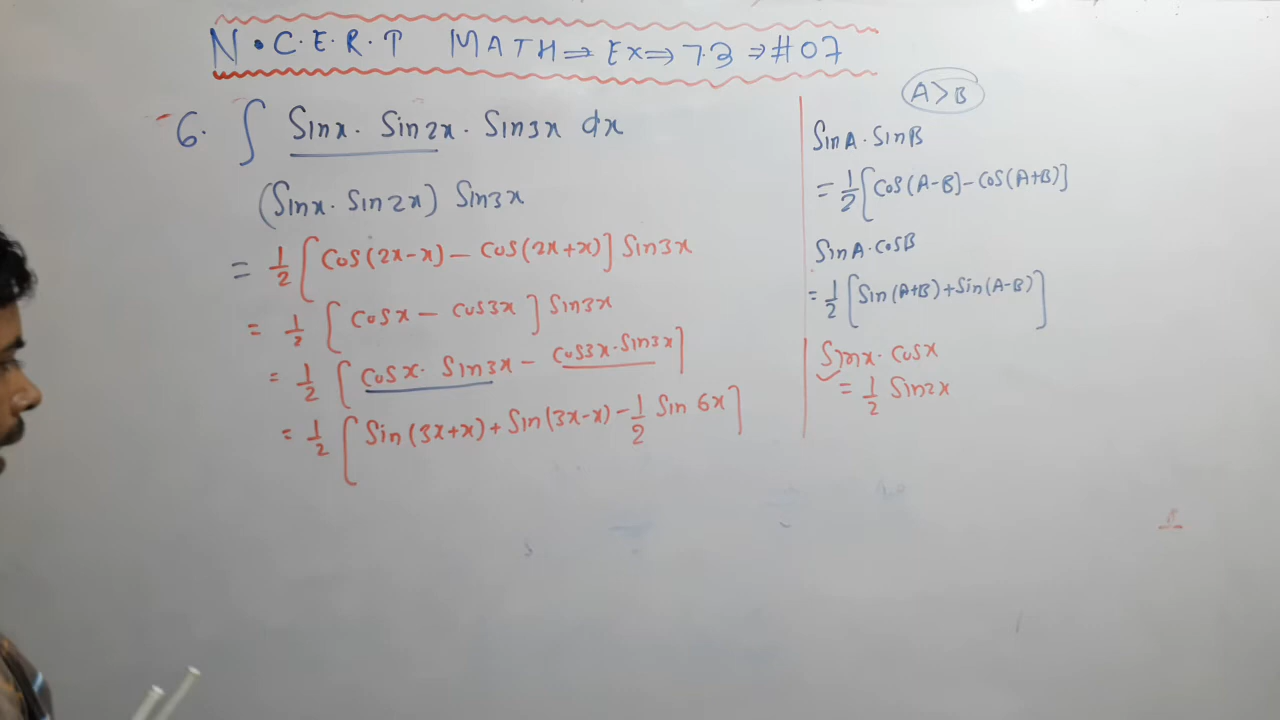 N.C.E.R.T MATH ⇒ Ex ⇒ 7.3 ⇒ #07
6. ∫ Sinx. Sin2x. Sin3x dx
(Sinx. Sin2x) Sin3x
= 1/2 [Cos(2x-x) - Cos(2x+x)] Sin3x
= 1/2 [Cosx - Cos3x] Sin3x
= 1/2 [Cosx. Sin3x - Cos3x. Sin3x]
= 1/2 [Sin(3x+x) + Sin(3x-x) - 1/2 Sin 6x]
A>B
SinA. SinB
= 1/2 [Cos(A-B) - Cos(A+B)]
SinA. CosB
= 1/2 [Sin(A+B) + Sin(A-B)]
Sinx. Cosx
= 1/2 Sin2x